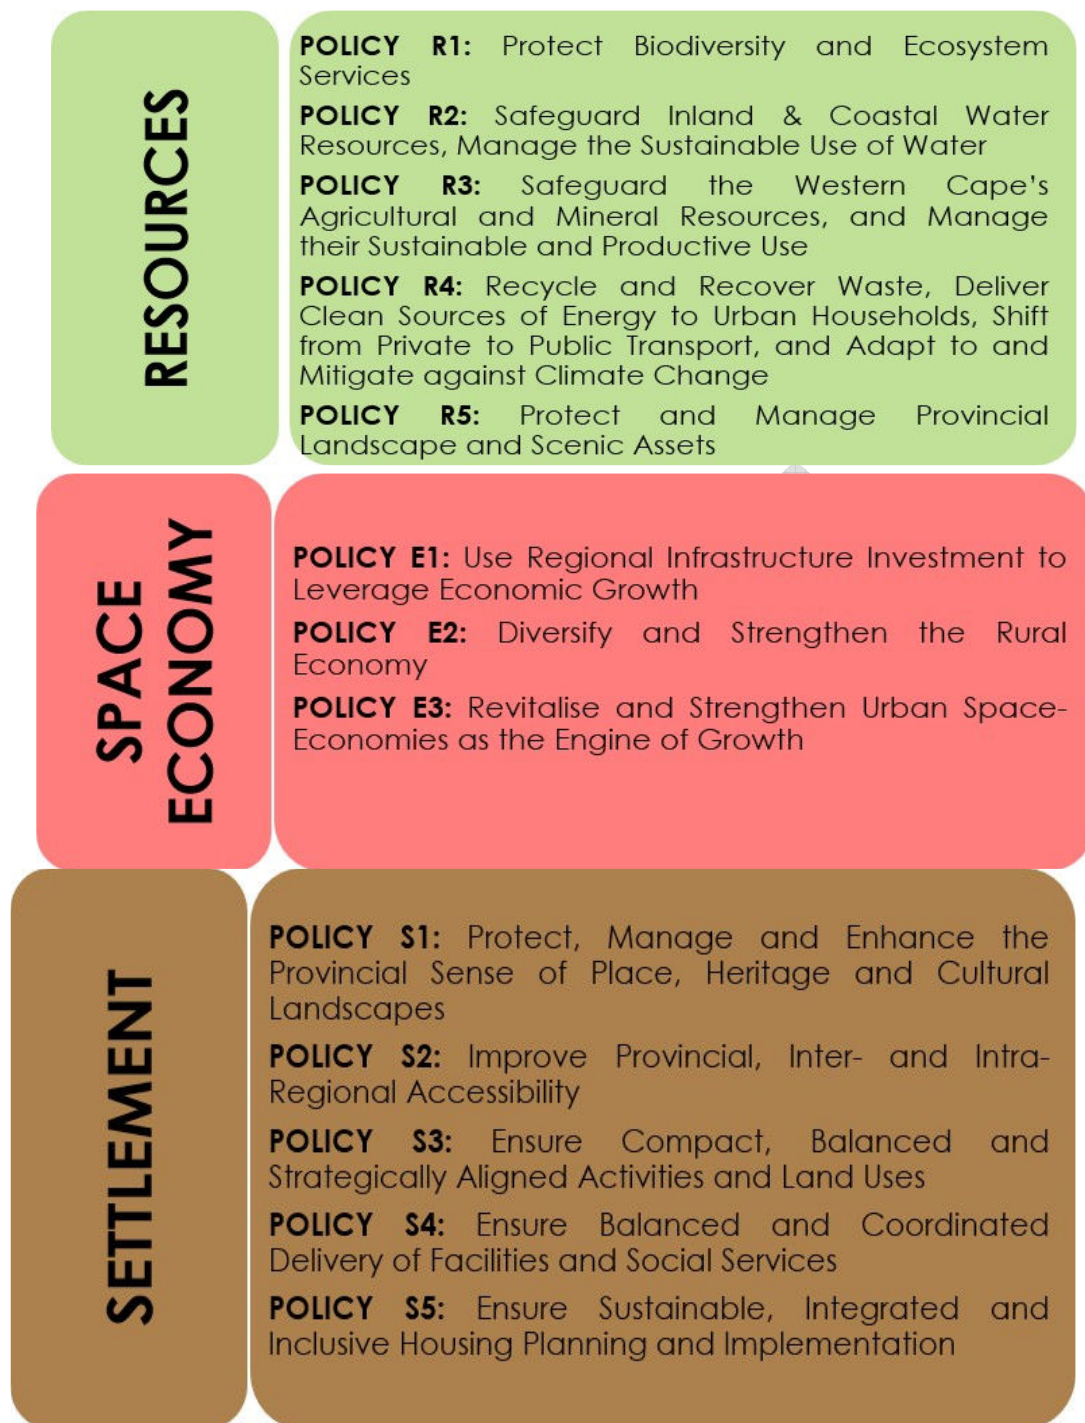 RESOURCES
POLICY R1: Protect Biodiversity and Ecosystem
Services
POLICY R2: Safeguard Inland & Coastal Water
Resources, Manage the Sustainable Use of Water
POLICY R3: Safeguard the Western Cape’s
Agricultural and Mineral Resources, and Manage
their Sustainable and Productive Use
POLICY R4: Recycle and Recover Waste, Deliver
Clean Sources of Energy to Urban Households, Shift
from Private to Public Transport, and Adapt to and
Mitigate against Climate Change
POLICY R5: Protect and Manage Provincial
Landscape and Scenic Assets
SPACE
ECONOMY
POLICY E1: Use Regional Infrastructure Investment to
Leverage Economic Growth
POLICY E2: Diversify and Strengthen the Rural
Economy
POLICY E3: Revitalise and Strengthen Urban Space-
Economies as the Engine of Growth
SETTLEMENT
POLICY S1: Protect, Manage and Enhance the
Provincial Sense of Place, Heritage and Cultural
Landscapes
POLICY S2: Improve Provincial, Inter- and Intra-
Regional Accessibility
POLICY S3: Ensure Compact, Balanced and
Strategically Aligned Activities and Land Uses
POLICY S4: Ensure Balanced and Coordinated
Delivery of Facilities and Social Services
POLICY S5: Ensure Sustainable, Integrated and
Inclusive Housing Planning and Implementation